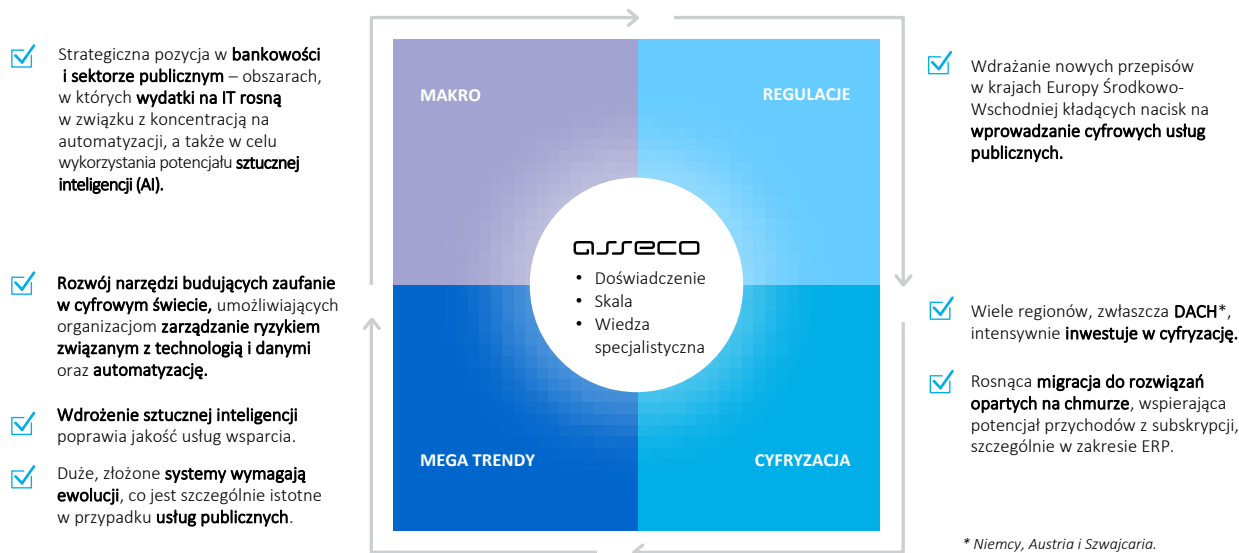 Strategiczna pozycja w bankowości
i sektorze publicznym – obszarach,
w których wydatki na IT rosną
w związku z koncentracją na
automatyzacji, a także w celu
wykorzystania potencjału sztucznej
inteligencji (AI).
Rozwój narzędzi budujących zaufanie
w cyfrowym świecie, umożliwiających
organizacjom zarządzanie ryzykiem
związanym z technologią i danymi
oraz automatyzację.
Wdrożenie sztucznej inteligencji
poprawia jakość usług wsparcia.
Duże, złożone systemy wymagają
ewolucji, co jest szczególnie istotne
w przypadku usług publicznych.
MAKRO
REGULACJE
asseco
• Doświadczenie
• Skala
• Wiedza
specjalistyczna
MEGA TRENDY
CYFRYZACJA
Wdrażanie nowych przepisów
w krajach Europy Środkowo-
Wschodniej kładących nacisk na
wprowadzanie cyfrowych usług
publicznych.
Wiele regionów, zwłaszcza DACH*,
intensywnie inwestuje w cyfryzację.
Rosnąca migracja do rozwiązań
opartych na chmurze, wspierająca
potencjał przychodów z subskrypcji,
szczególnie w zakresie ERP.
* Niemcy, Austria i Szwajcaria.